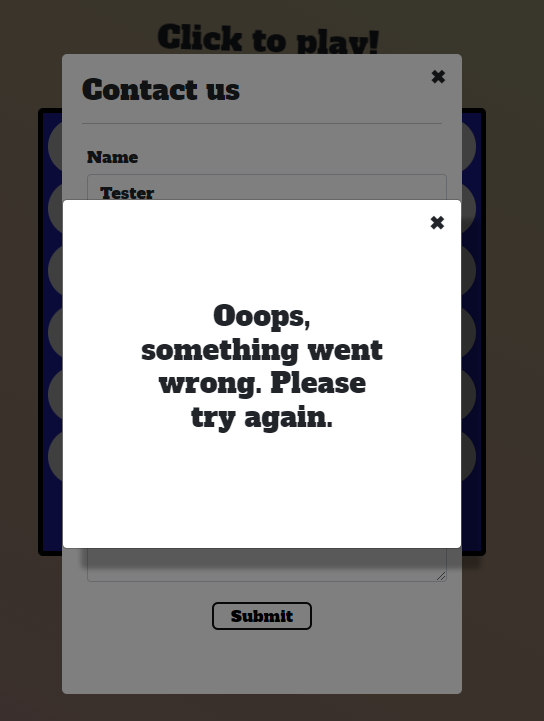 Click to play!
Contact us
Name
Tester
Ooops,
something went
wrong. Please
try again.
Submit